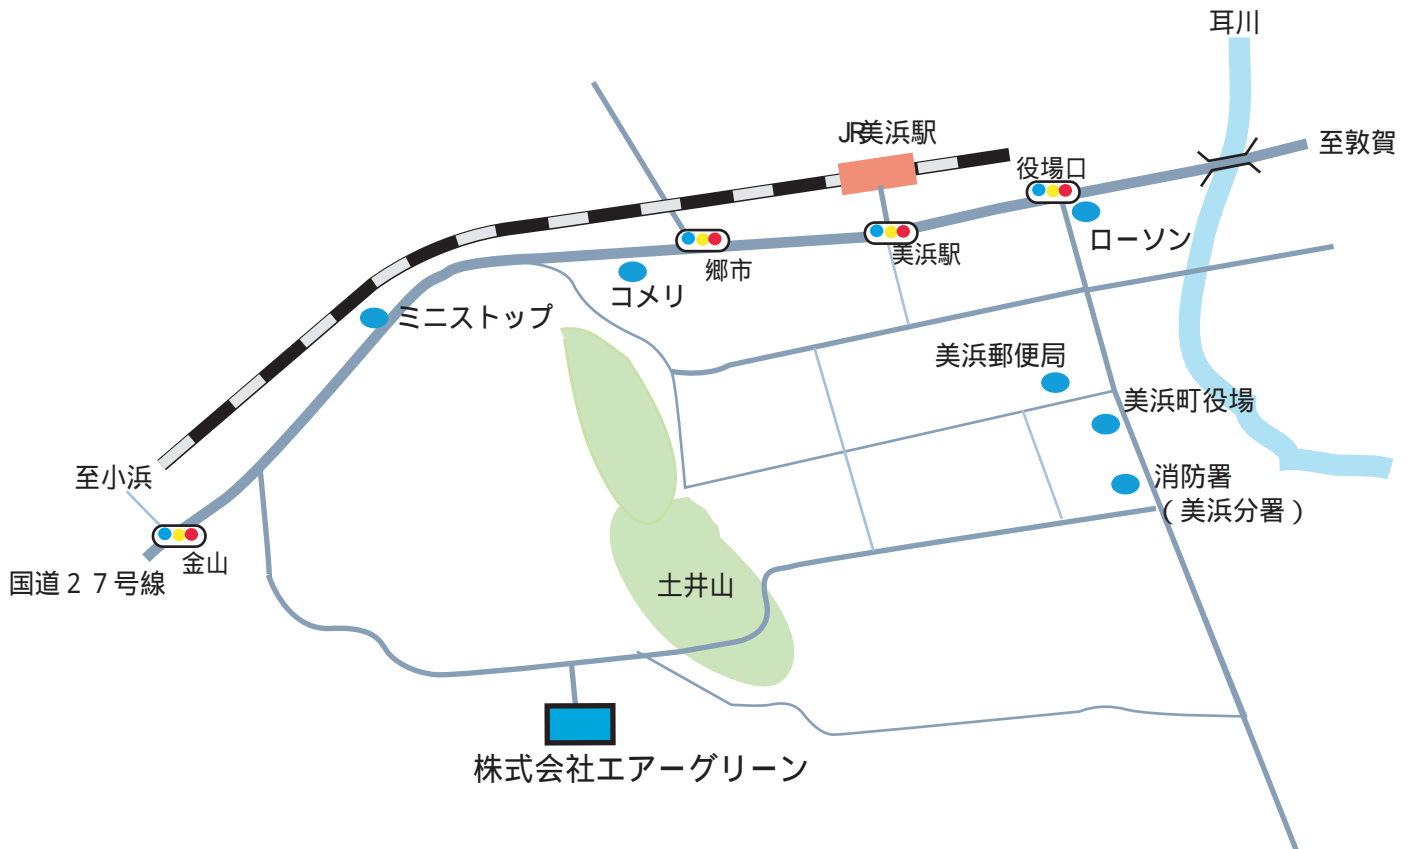 耳川
JR美浜駅
至敦賀
役場口
ローソン
美浜駅
郷市
コメリ
ミニストップ
美浜郵便局
美浜町役場
至小浜
消防署
（美浜分署）
金山
国道２７号線
土井山
株式会社エアーグリーン